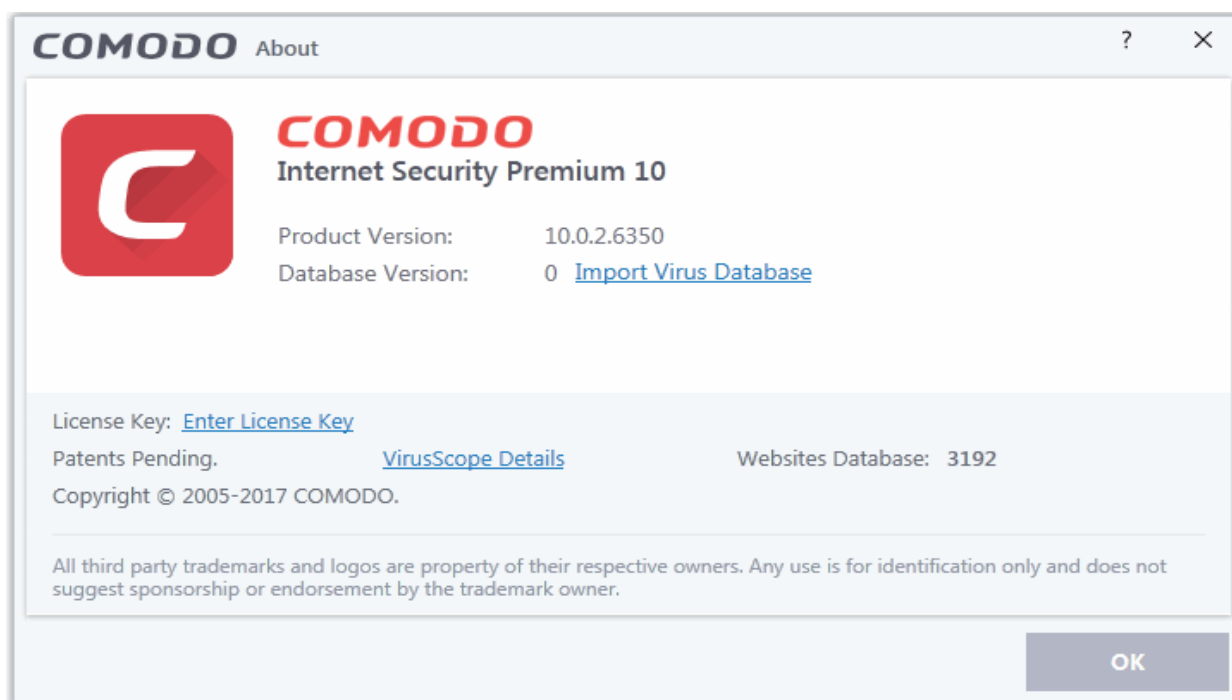 COMODO About ?
COMODO
Internet Security Premium 10
Product Version: 10.0.2.6350
Database Version: 0 Import Virus Database
License Key: Enter License Key
Patents Pending. VirusScope Details Websites Database: 3192
Copyright © 2005-2017 COMODO.
All third party trademarks and logos are property of their respective owners. Any use is for identification only and does not
suggest sponsorship or endorsement by the trademark owner.
OK